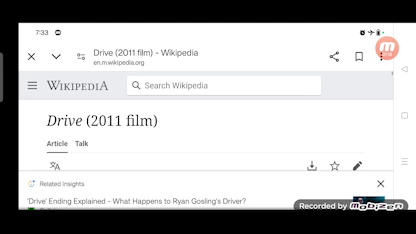 7:33
Drive (2011 film) - Wikipedia
en.m.wikipedia.org
WIKIPEDIA
Search Wikipedia
Drive (2011 film)
Article Talk
Related Insights
'Drive' Ending Explained - What Happens to Ryan Gosling's Driver?
Recorded by MOBIZEN